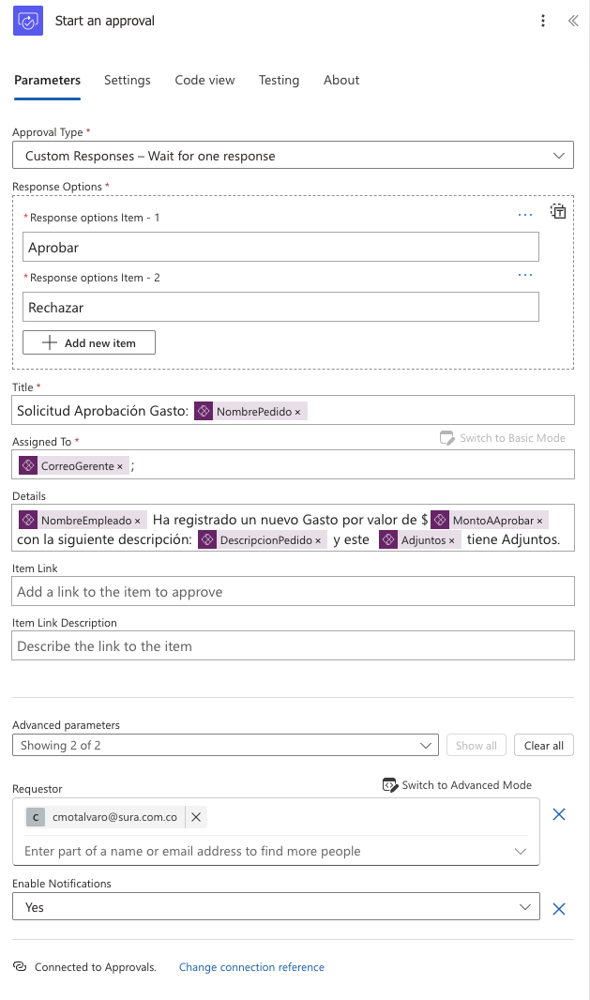 Start an approval
Parameters Settings Code view Testing About
Approval Type *
Custom Responses – Wait for one response
Response Options *
* Response options Item - 1
Aprobar
* Response options Item - 2
Rechazar
Add new item
Title *
Solicitud Aprobación Gasto: NombrePedido ×
Switch to Basic Mode
Assigned To *
CorreoGerente × ;
Details
NombreEmpleado × Ha registrado un nuevo Gasto por valor de $ MontoAAprobar ×
con la siguiente descripción: DescripcionPedido × y este Adjuntos × tiene Adjuntos.
Item Link
Add a link to the item to approve
Item Link Description
Describe the link to the item
Advanced parameters
Showing 2 of 2 Show all Clear all
Requestor Switch to Advanced Mode
C cmotalvaro@sura.com.co
Enter part of a name or email address to find more people
Enable Notifications
Yes
Connected to Approvals. Change connection reference